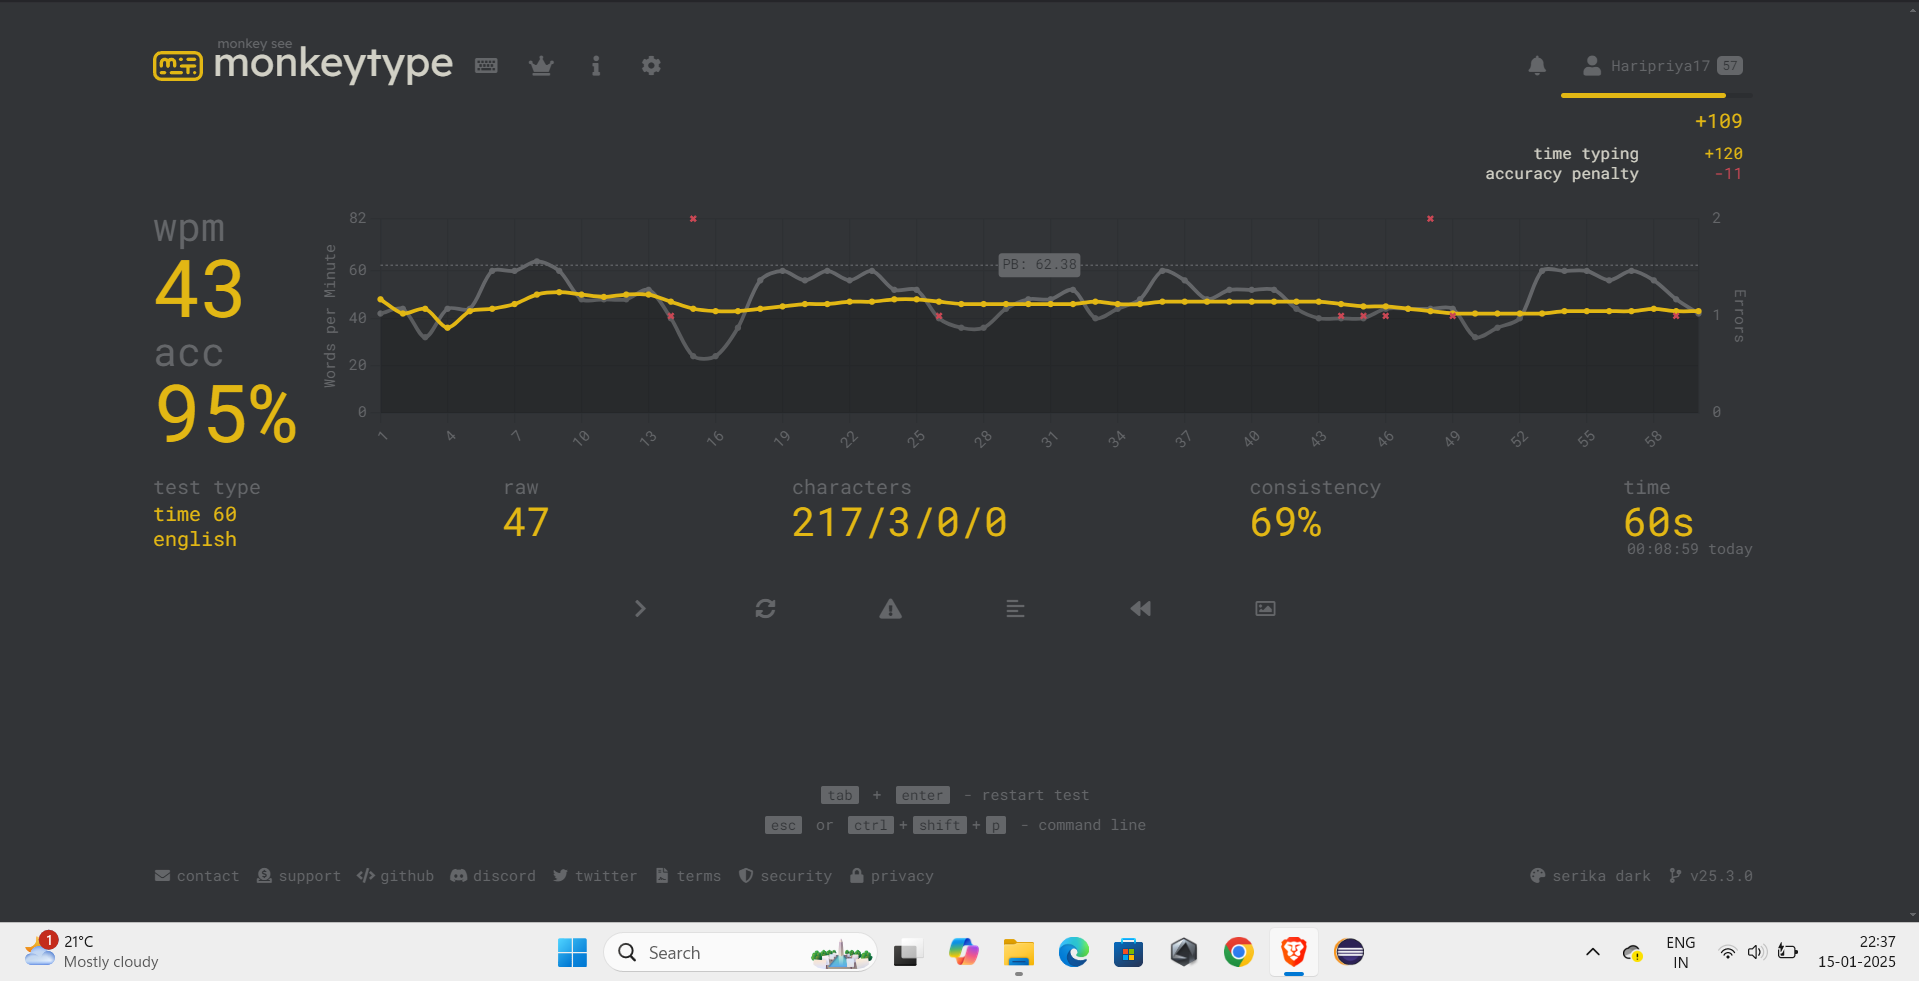 monkey see
monkeytype
Haripriya17 57
+109
time typing +120
accuracy penalty -11
wpm
43
acc
95%
Words per Minute
82
60
40
20
0
PB: 62.38
2
1
0
Errors
1 4 7 10 13 16 19 22 25 28 31 34 37 40 43 46 49 52 55 58
test type
time 60
english
raw
47
characters
217/3/0/0
consistency
69%
time
60s
00:08:59 today
tab + enter - restart test
esc or ctrl + shift + p - command line
contact support github discord twitter terms security privacy serika dark v25.3.0
1
21°C
Mostly cloudy
Search
ENG
IN
22:37
15-01-2025